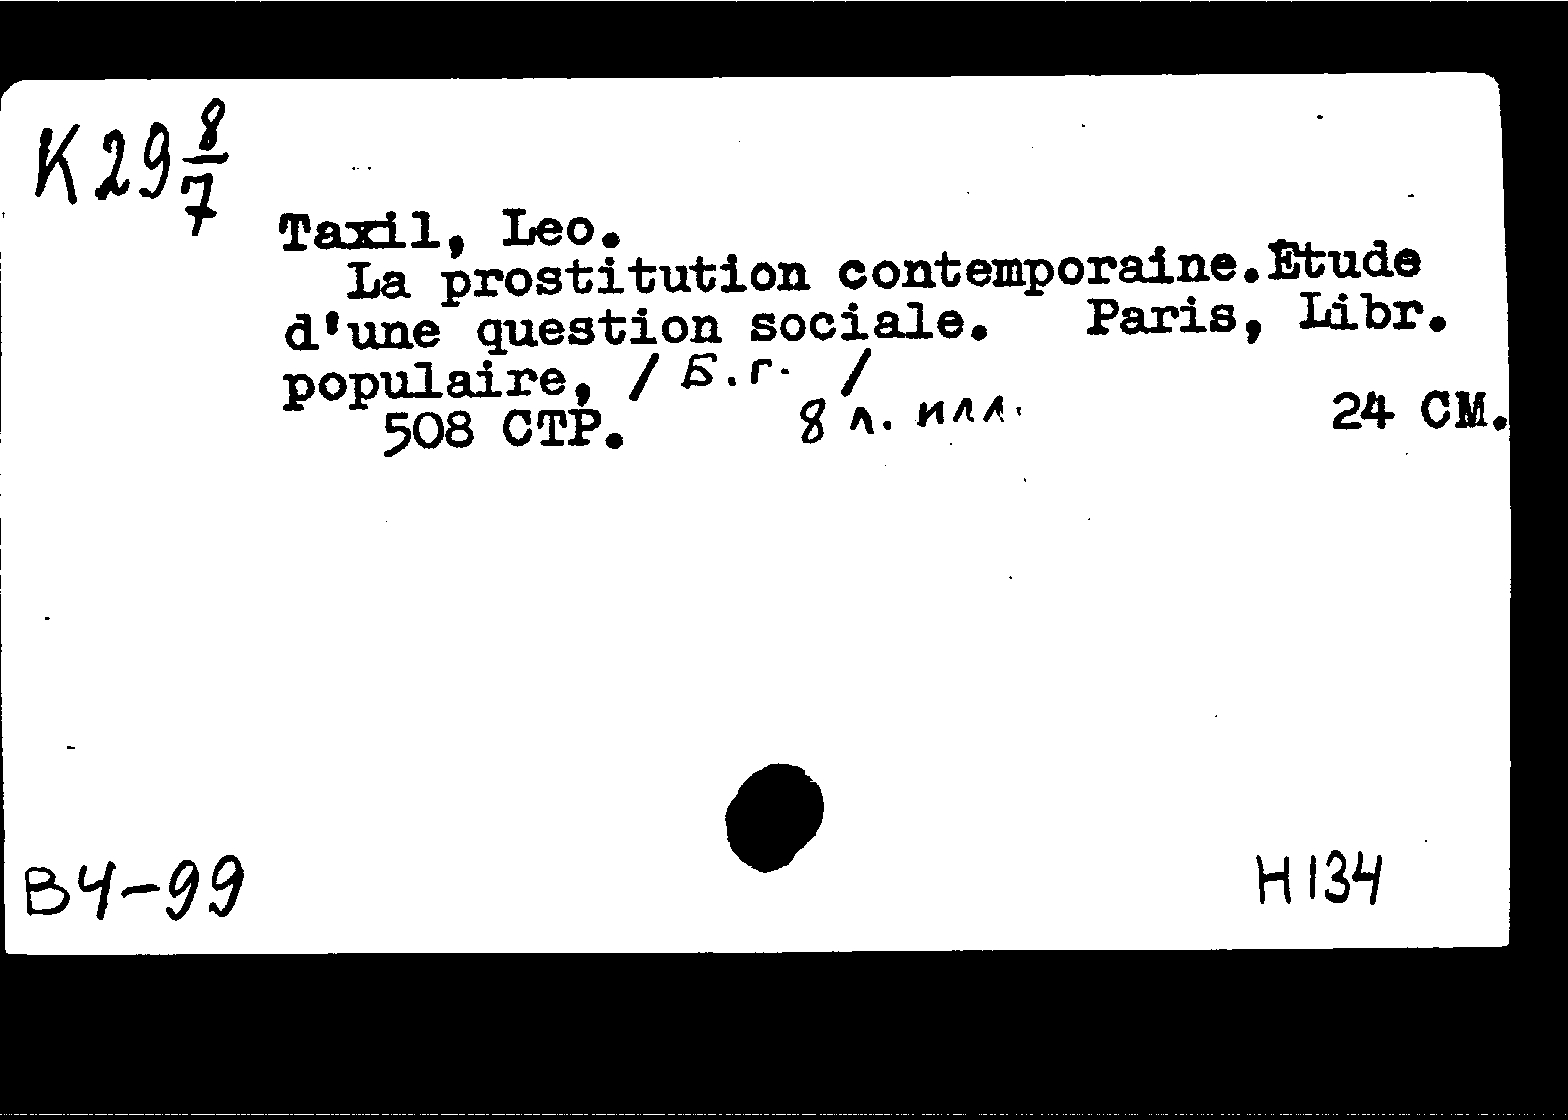 К29 8/7
Taxil, Leo.
La prostitution contemporaine.Etude
d'une question sociale. Paris, Libr.
populaire, / Б.г. /
508 СТР. 8 л. илл. 24 СМ.
В4-99 Н134